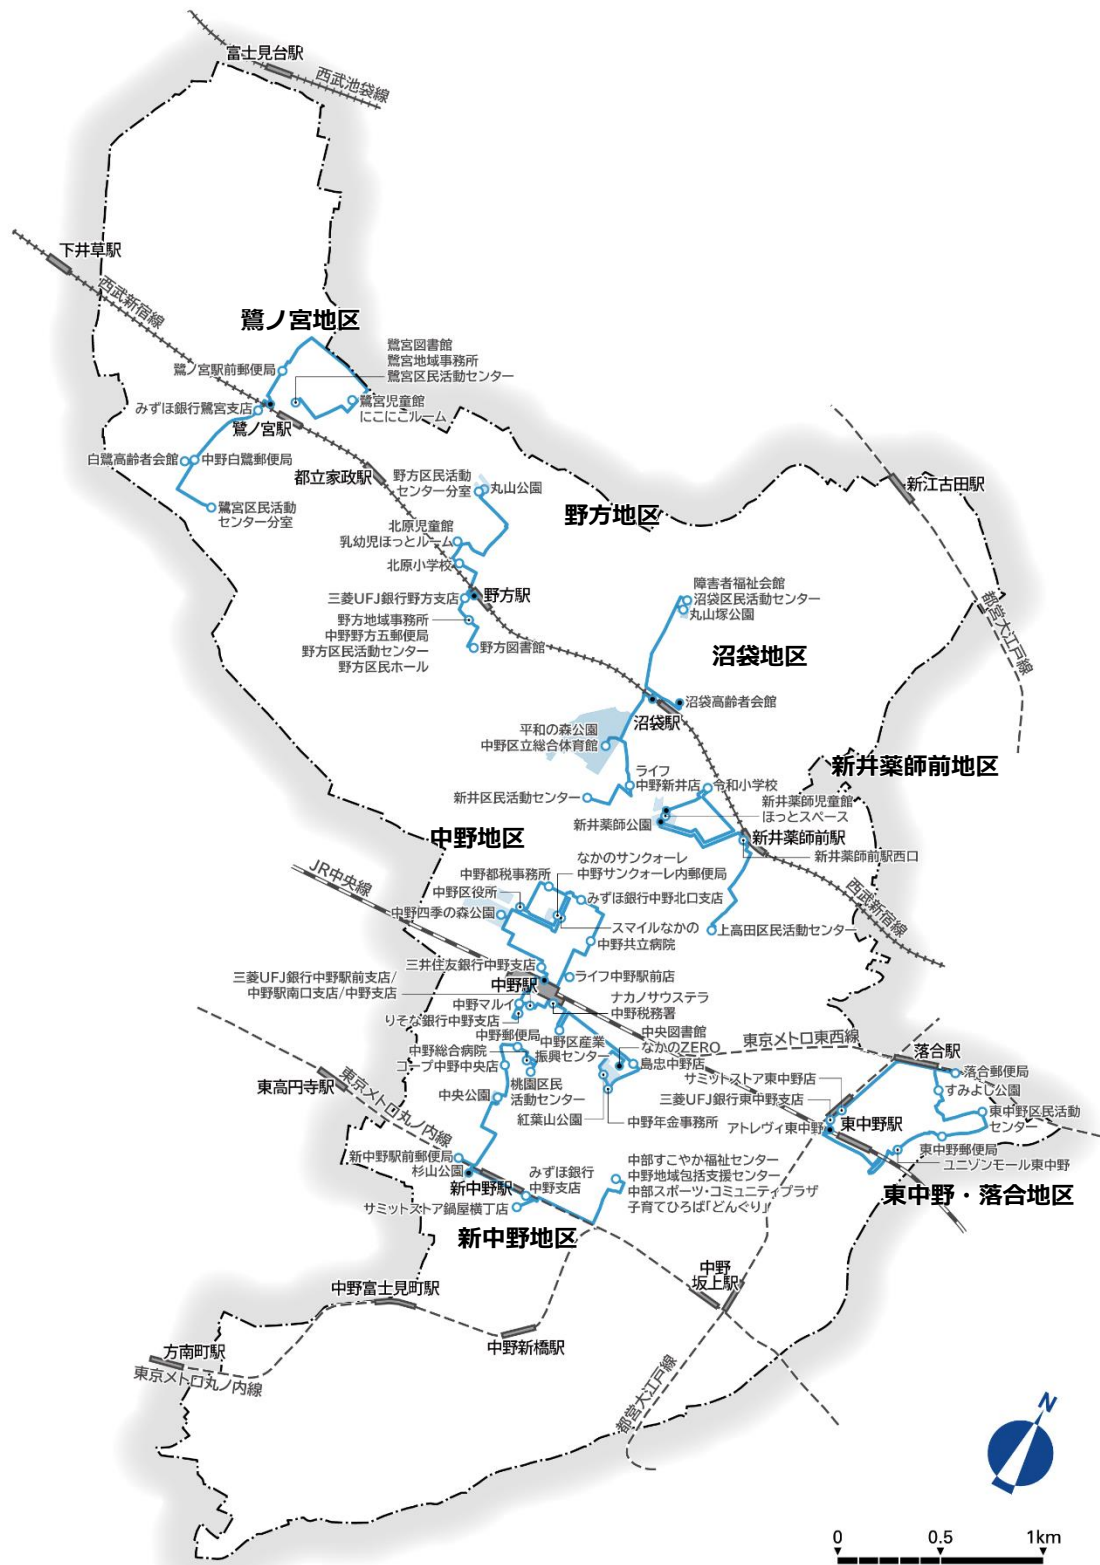 富士見台駅
西武池袋線
下井草駅
西武新宿線
鷺ノ宮地区
鷺宮図書館
鷺宮地域事務所
鷺宮区民活動センター
鷺ノ宮駅前郵便局
みずほ銀行鷺宮支店
鷺宮児童館
にこにこルーム
鷺ノ宮駅
白鷺高齢者会館
中野白鷺郵便局
都立家政駅
鷺宮区民活動
センター分室
野方区民活動
センター分室
丸山公園
野方地区
新江古田駅
北原児童館
乳幼児ほっとルーム
北原小学校
三菱UFJ銀行野方支店
野方駅
野方地域事務所
中野野方五郵便局
野方区民活動センター
野方区民ホール
野方図書館
障害者福祉会館
沼袋区民活動センター
丸山塚公園
都営大江戸線
沼袋地区
沼袋高齢者会館
沼袋駅
平和の森公園
中野区立総合体育館
新井薬師前地区
ライフ
中野新井店
令和小学校
新井区民活動センター
新井薬師児童館
ほっとスペース
新井薬師公園
新井薬師前駅
新井薬師前駅西口
中野地区
JR中央線
なかのサンクォーレ
中野サンクォーレ内郵便局
中野都税事務所
中野区役所
みずほ銀行中野北口支店
中野四季の森公園
スマイルなかの
中野共立病院
上高田区民活動センター
西武新宿線
三井住友銀行中野支店
中野駅
ライフ中野駅前店
三菱UFJ銀行中野駅前支店/
中野駅南口支店/中野支店
中野マルイ
りそな銀行中野支店
ナカノサウステラ
中野税務署
中野郵便局
中野総合病院
コープ中野中央店
中野区産業
振興センター
中央図書館
なかのZERO
島忠中野店
桃園区民
活動センター
中央公園
紅葉山公園
中野年金事務所
東京メトロ東西線
落合駅
落合郵便局
サミットストア東中野店
すみよし公園
三菱UFJ銀行東中野支店
アトレヴィ東中野
東中野駅
東中野区民活動
センター
東中野郵便局
ユニゾンモール東中野
東中野・落合地区
東高円寺駅
東京メトロ丸ノ内線
新中野駅前郵便局
杉山公園
新中野駅
みずほ銀行
中野支店
サミットストア鍋屋横丁店
中部すこやか福祉センター
中野地域包括支援センター
中部スポーツ・コミュニティプラザ
子育てひろば「どんぐり」
新中野地区
中野
坂上駅
中野富士見町駅
中野新橋駅
方南町駅
東京メトロ丸ノ内線
都営大江戸線
N
0 0.5 1km